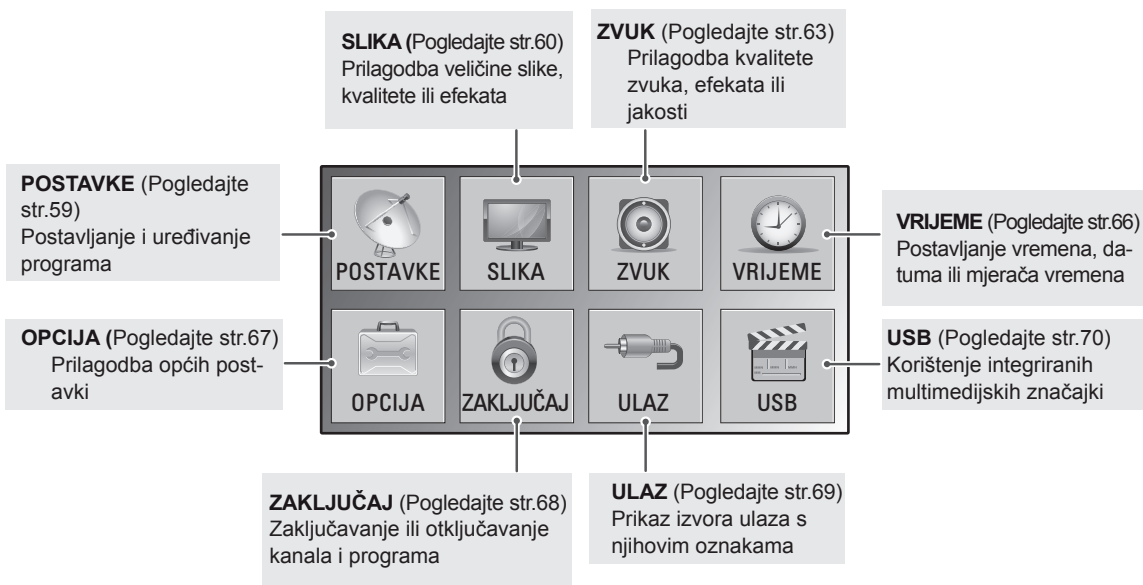 SLIKA (Pogledajte str.60)
Prilagodba veličine slike,
kvalitete ili efekata
ZVUK (Pogledajte str.63)
Prilagodba kvalitete
zvuka, efekata ili
jakosti
POSTAVKE (Pogledajte
str.59)
Postavljanje i uređivanje
programa
VRIJEME (Pogledajte str.66)
Postavljanje vremena, da-
tuma ili mjerača vremena
POSTAVKE
SLIKA
ZVUK
VRIJEME
OPCIJA (Pogledajte str.67)
Prilagodba općih post-
avki
USB (Pogledajte str.70)
Korištenje integriranih
multimedijskih značajki
OPCIJA
ZAKLJUČAJ
ULAZ
USB
ZAKLJUČAJ (Pogledajte str.68)
Zaključavanje ili otključavanje
kanala i programa
ULAZ (Pogledajte str.69)
Prikaz izvora ulaza s
njihovim oznakama